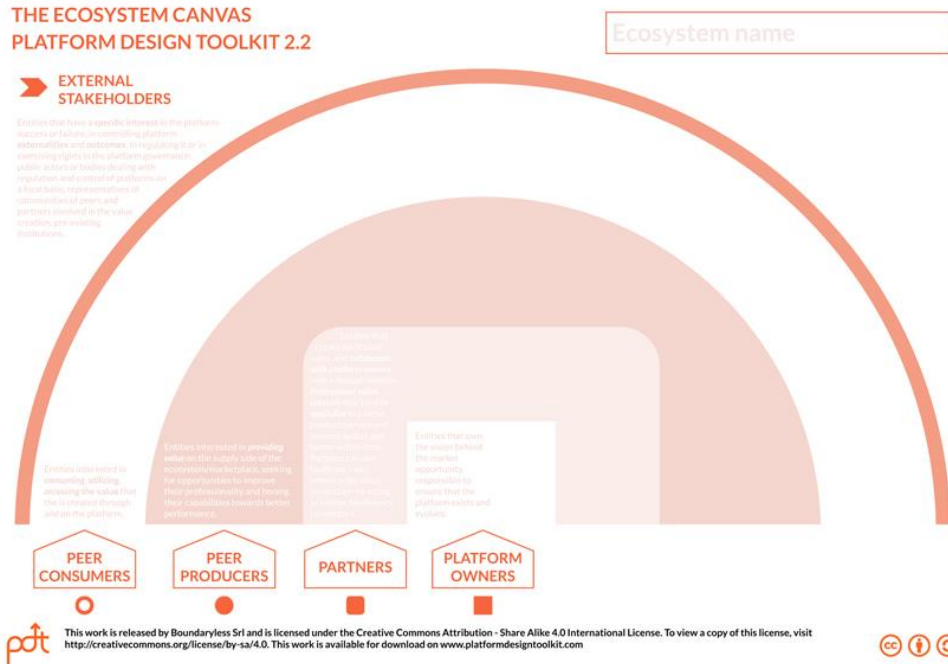 THE ECOSYSTEM CANVAS
PLATFORM DESIGN TOOLKIT 2.2
Ecosystem name
EXTERNAL
STAKEHOLDERS
Entities that have a specific interest in the platform
success or failure, in controlling platform
externalities and outcomes, in regulating it or in
exercising rights in the platform governance:
public actors or bodies dealing with
regulation and control of platforms on
a local basis, representatives of
communities of peers and
partners involved in the value
creation, pre-existing
institutions.
Entities interested in
consuming, utilizing,
accessing the value that
the is created through
and on the platform.
Entities interested in providing
value on the supply side of the
ecosystem/marketplace, seeking
for opportunities to improve
their professionality and honing
their capabilities towards better
performance.
Entities that own
the vision behind
the market
opportunity
responsible to
ensure that the
platform exists and
evolves.
PEER
CONSUMERS
PEER
PRODUCERS
PARTNERS
PLATFORM
OWNERS
pdt
This work is released by Boundaryless Srl and is licensed under the Creative Commons Attribution - Share Alike 4.0 International License. To view a copy of this license, visit
http://creativecommons.org/license/by-sa/4.0. This work is available for download on www.platformdesigntoolkit.com
cc